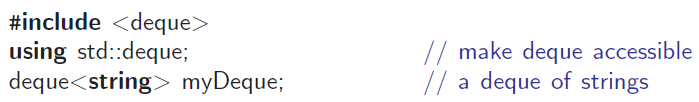 #include <deque>
using std::deque; // make deque accessible
deque<string> myDeque; // a deque of strings